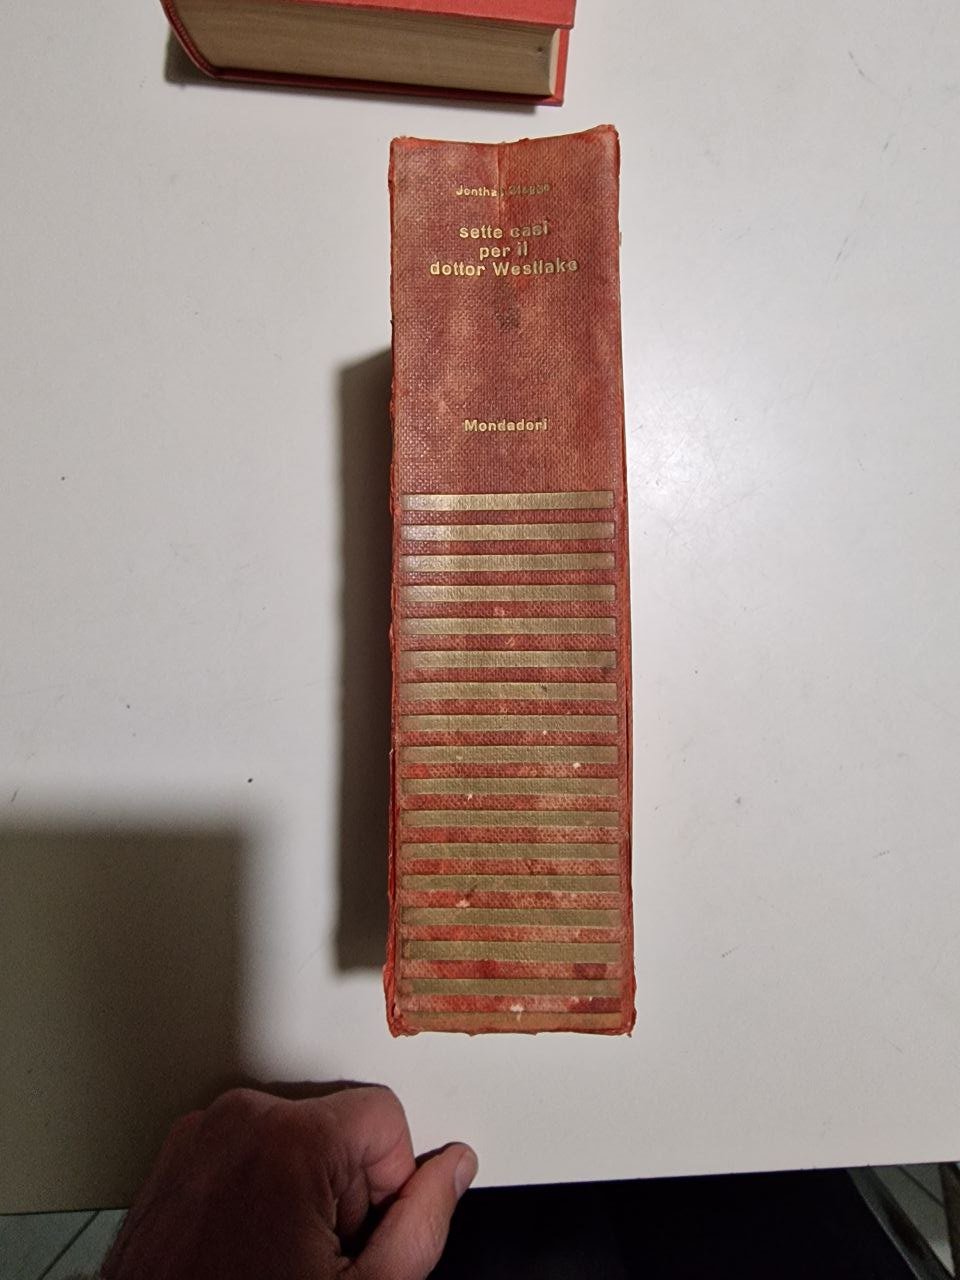 sette casi
per il
dottor Westlake
Mondadori